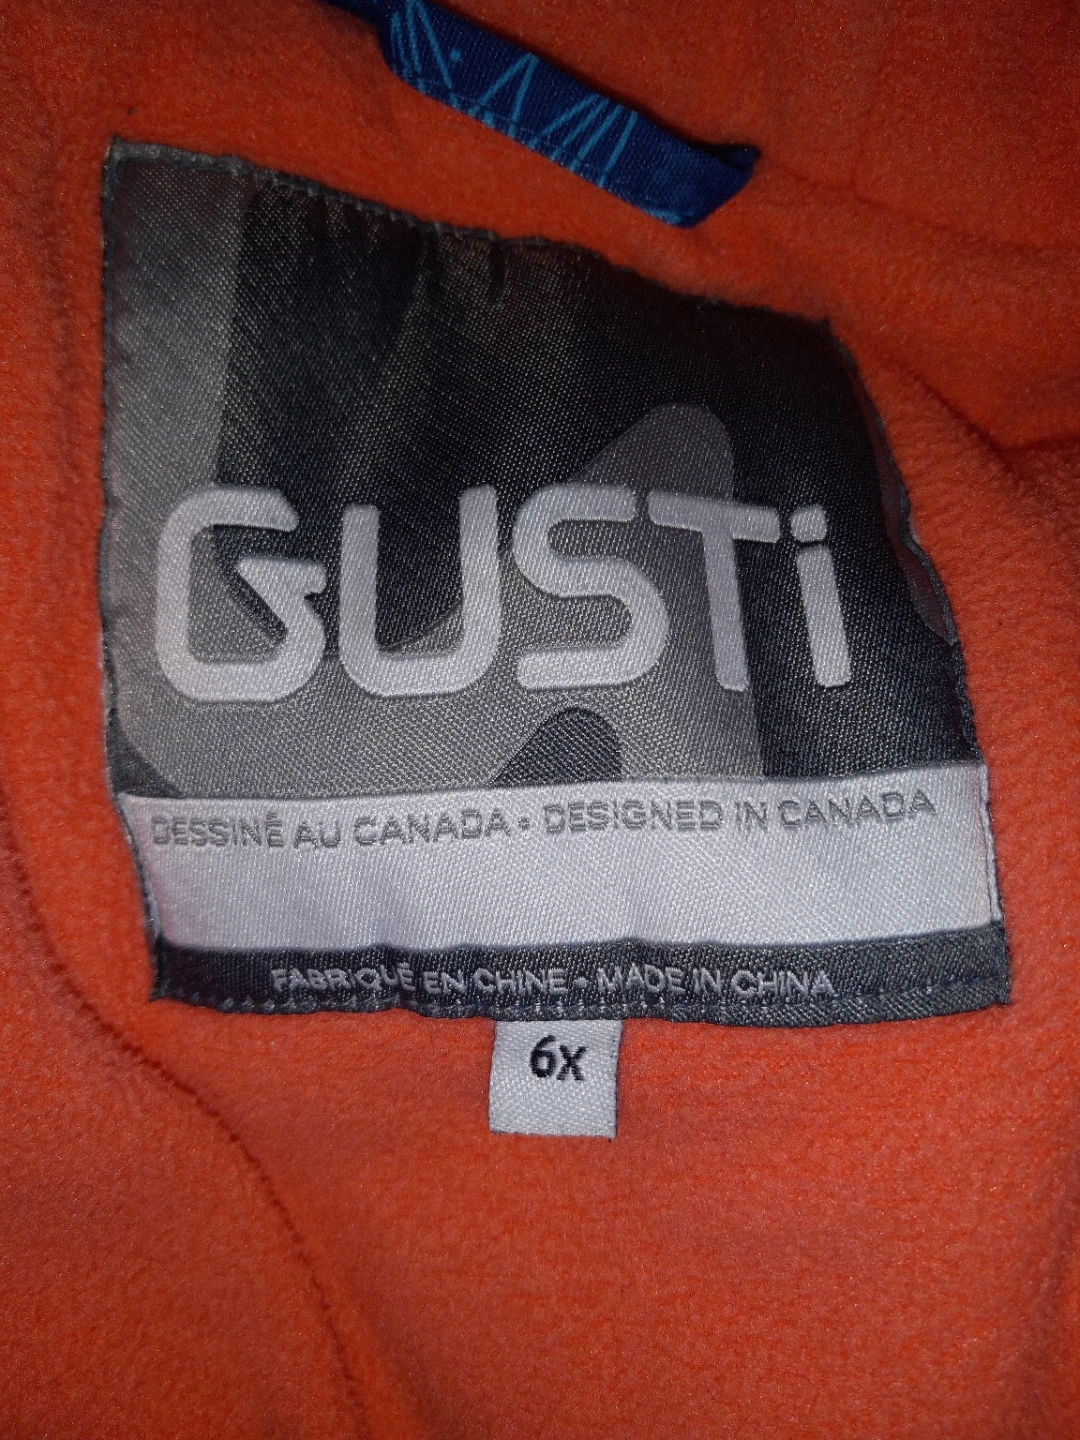 GUSTi
DESSINÉ AU CANADA • DESIGNED IN CANADA
FABRIQUÉ EN CHINE • MADE IN CHINA
6X